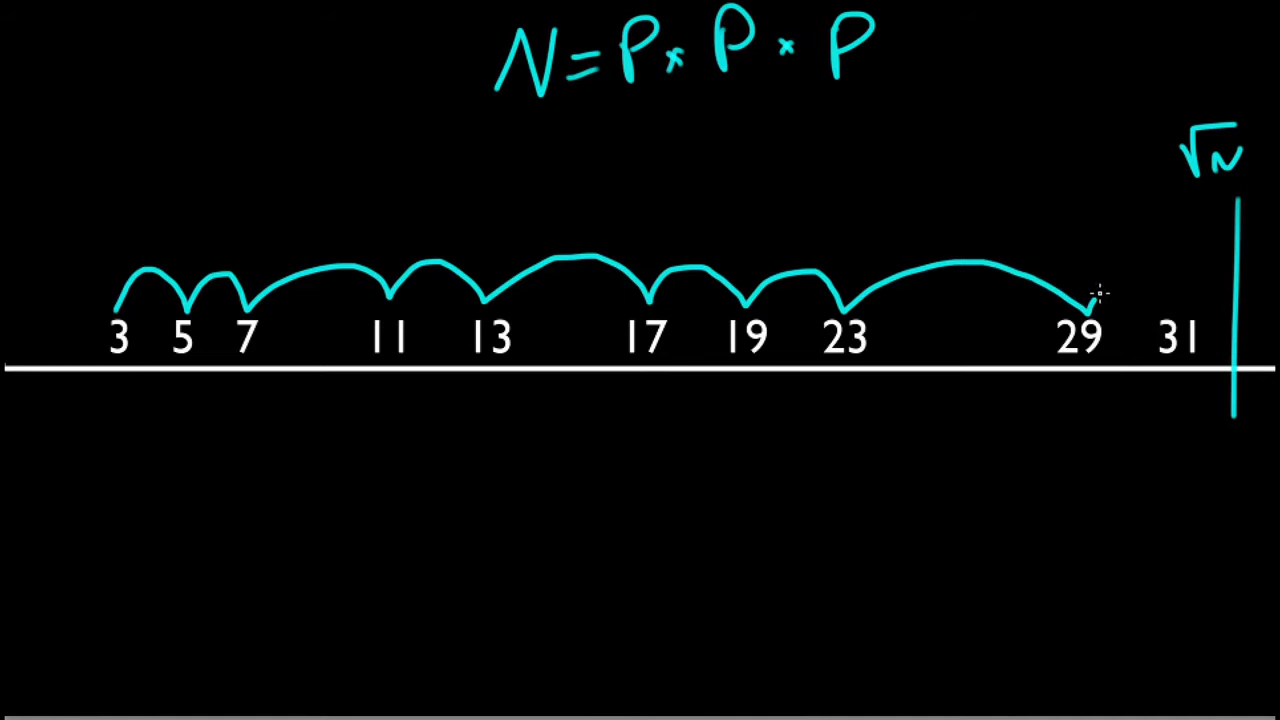 N = P × P × P
√N
3 5 7 11 13 17 19 23 29 31